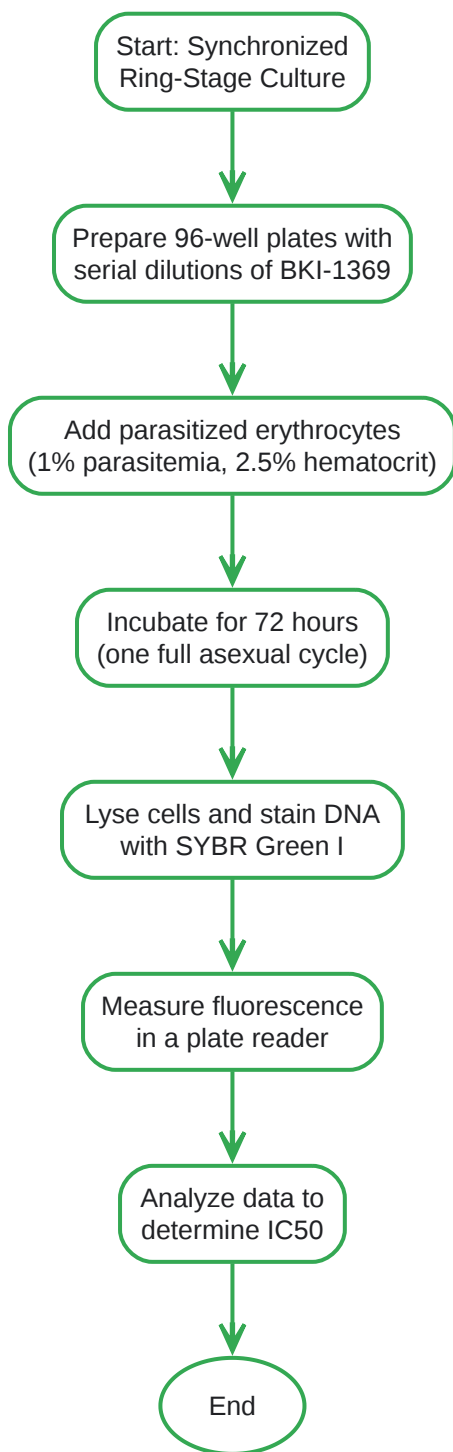 Start: Synchronized
Ring-Stage Culture
Prepare 96-well plates with
serial dilutions of BKI-1369
Add parasitized erythrocytes
(1% parasitemia, 2.5% hematocrit)
Incubate for 72 hours
(one full asexual cycle)
Lyse cells and stain DNA
with SYBR Green I
Measure fluorescence
in a plate reader
Analyze data to
determine IC50
End